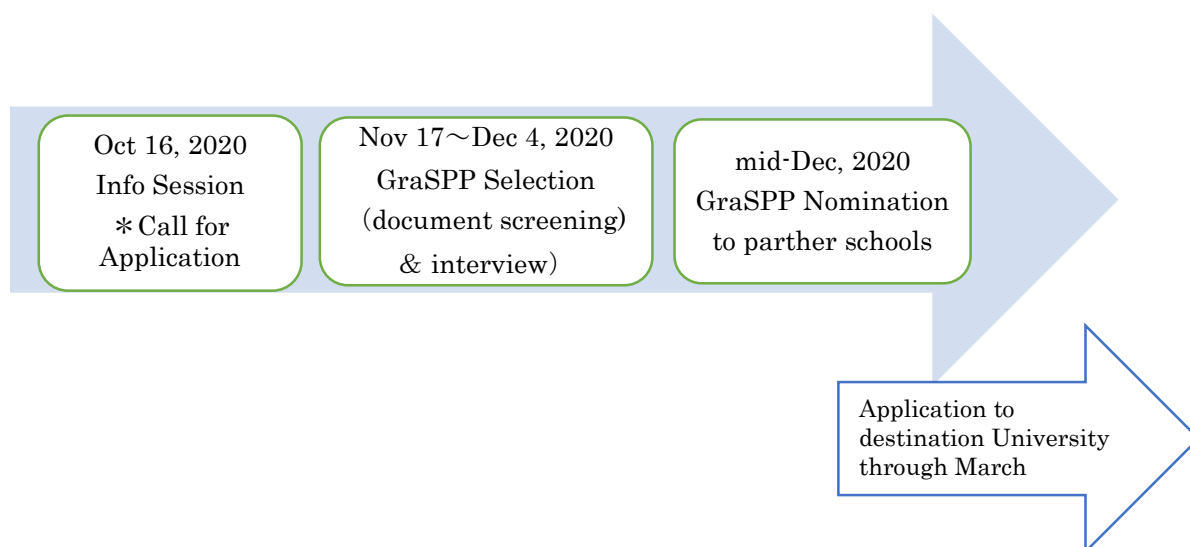 Oct 16, 2020
Info Session
＊Call for
Application
Nov 17～Dec 4, 2020
GraSPP Selection
（document screening)
＆ interview）
mid-Dec, 2020
GraSPP Nomination
to parther schools
Application to
destination University
through March